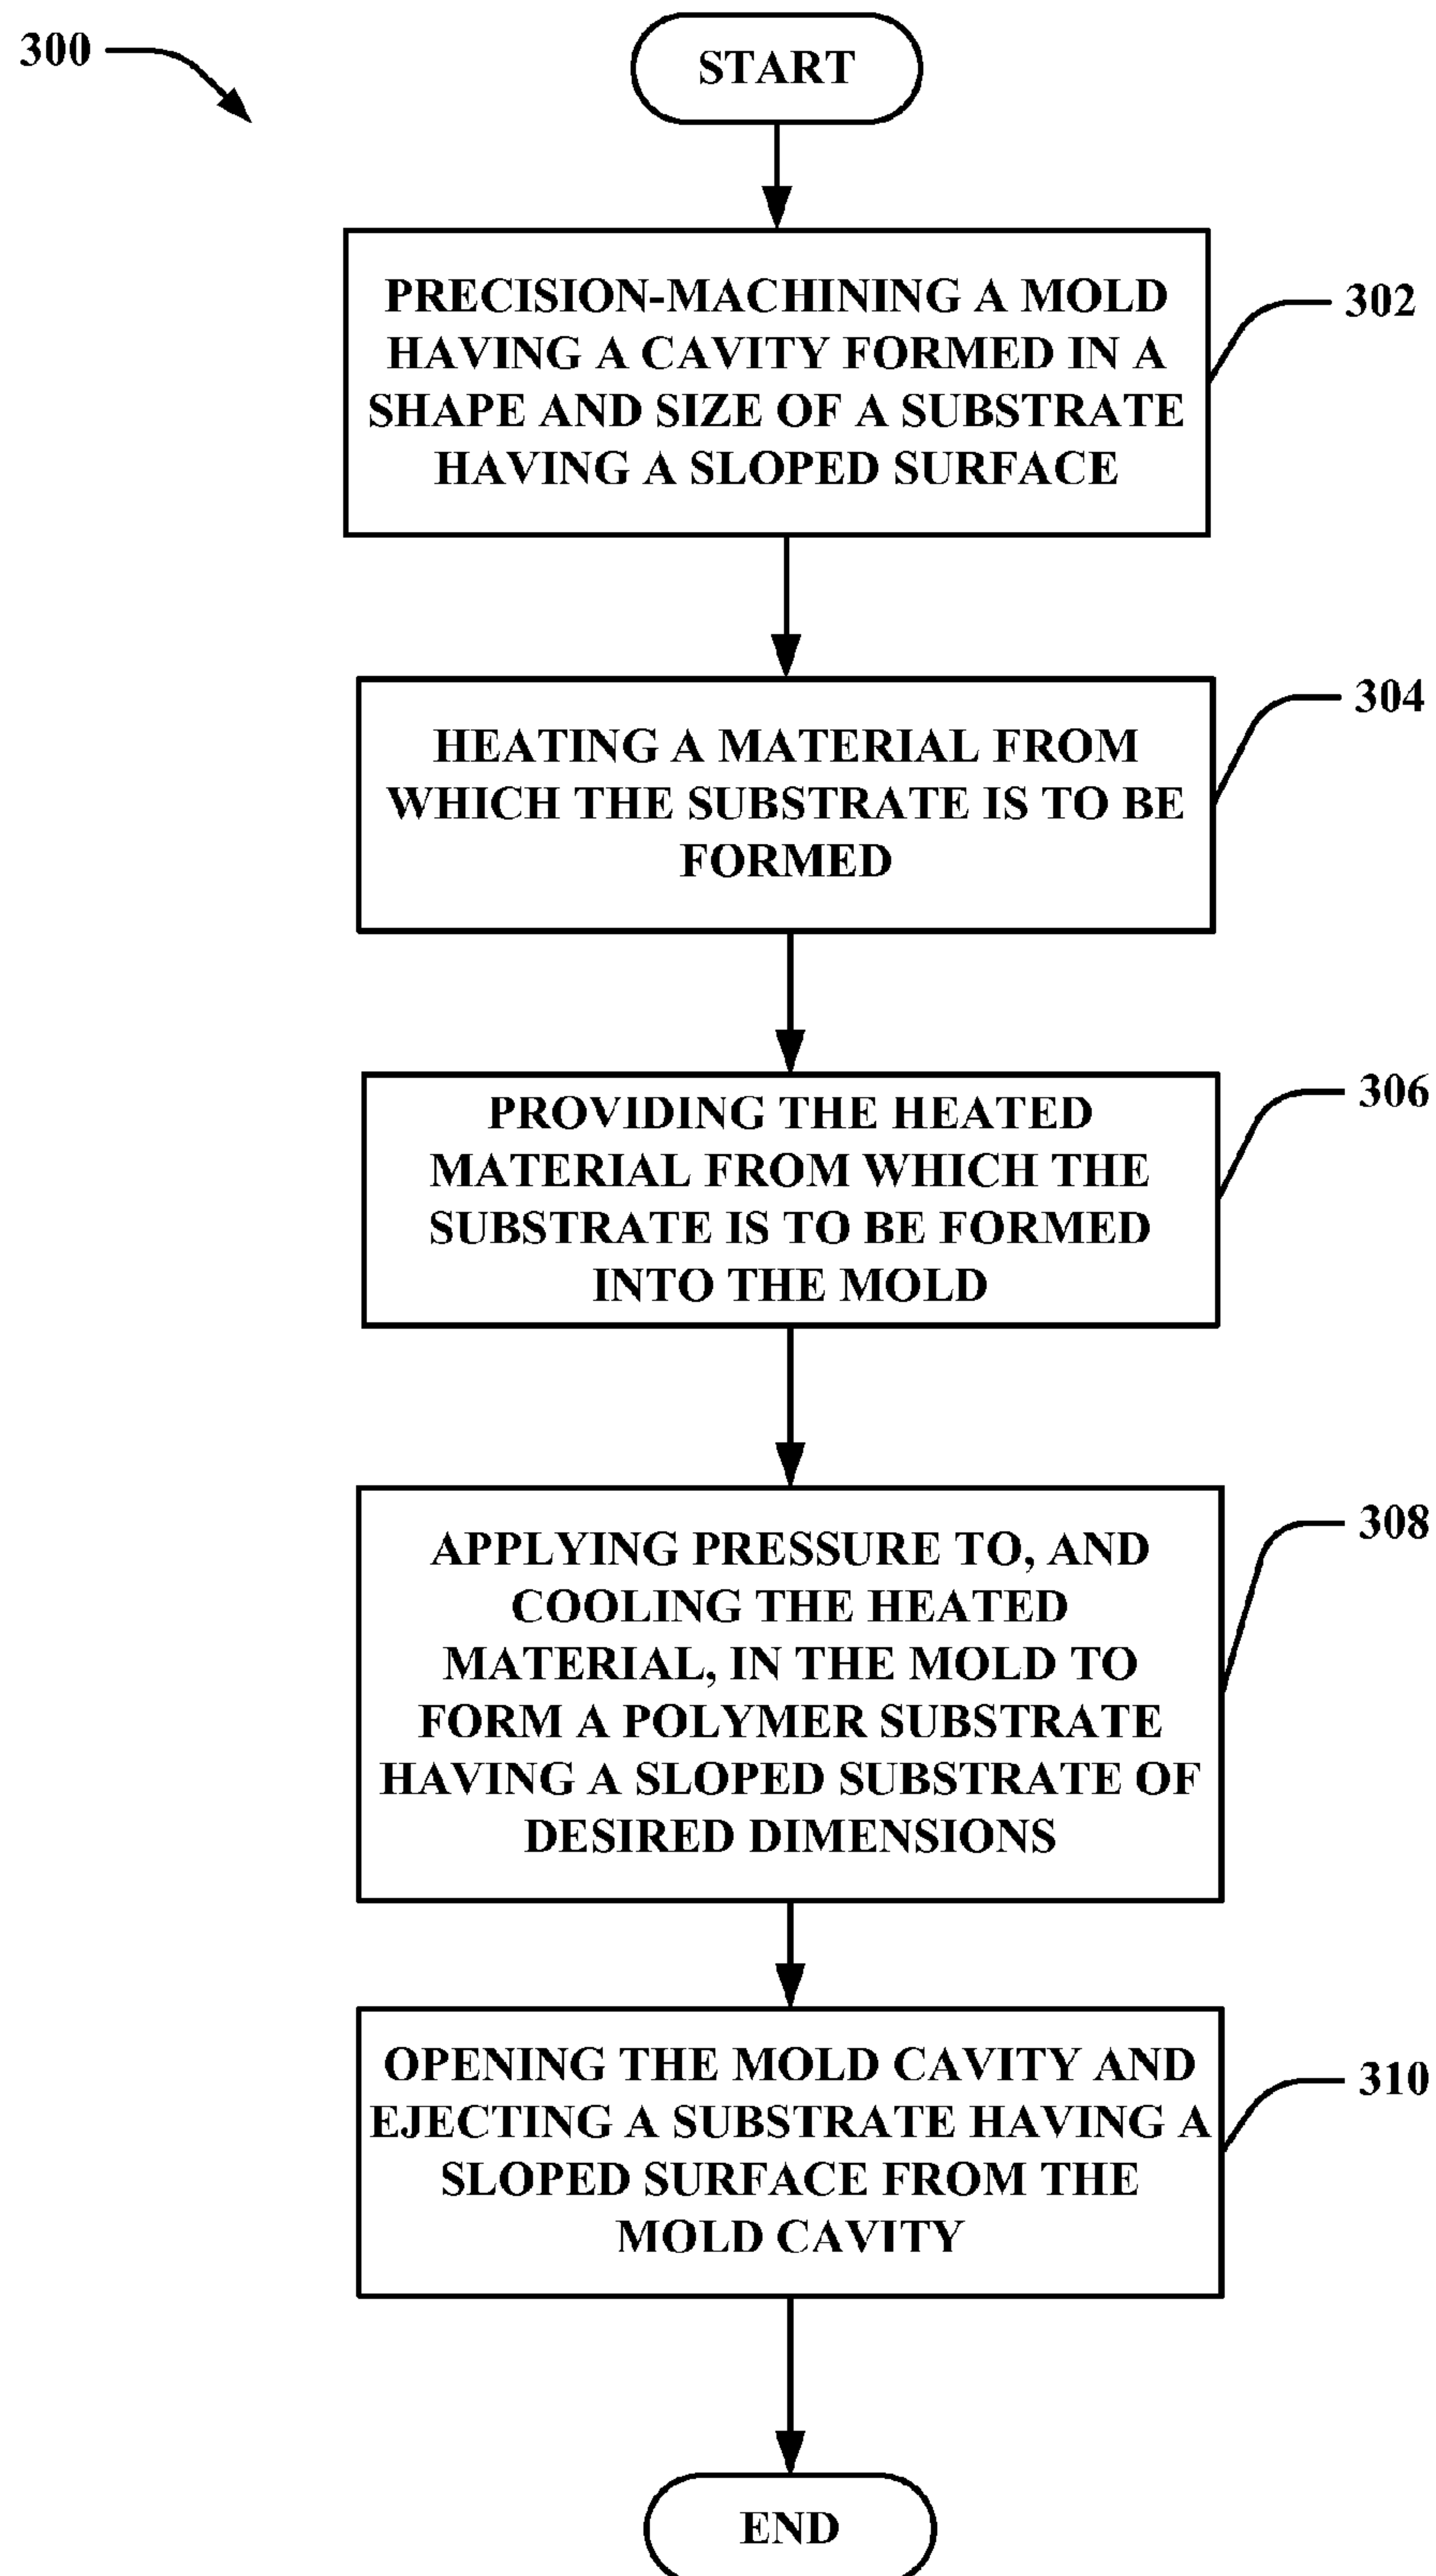 300
START
PRECISION-MACHINING A MOLD
HAVING A CAVITY FORMED IN A
SHAPE AND SIZE OF A SUBSTRATE
HAVING A SLOPED SURFACE
302
HEATING A MATERIAL FROM
WHICH THE SUBSTRATE IS TO BE
FORMED
304
PROVIDING THE HEATED
MATERIAL FROM WHICH THE
SUBSTRATE IS TO BE FORMED
INTO THE MOLD
306
APPLYING PRESSURE TO, AND
COOLING THE HEATED
MATERIAL, IN THE MOLD TO
FORM A POLYMER SUBSTRATE
HAVING A SLOPED SUBSTRATE OF
DESIRED DIMENSIONS
308
OPENING THE MOLD CAVITY AND
EJECTING A SUBSTRATE HAVING A
SLOPED SURFACE FROM THE
MOLD CAVITY
310
END